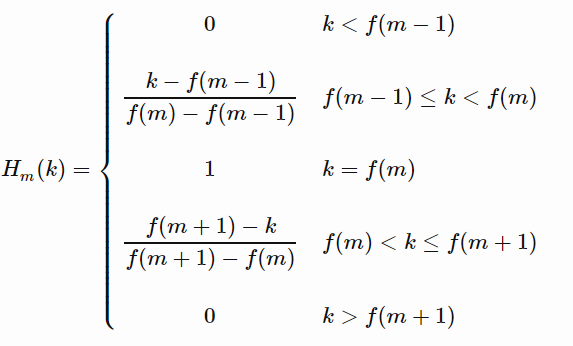 H_m(k) = { 0    k < f(m − 1)
(k − f(m − 1)) / (f(m) − f(m − 1))    f(m − 1) ≤ k < f(m)
1    k = f(m)
(f(m + 1) − k) / (f(m + 1) − f(m))    f(m) < k ≤ f(m + 1)
0    k > f(m + 1)